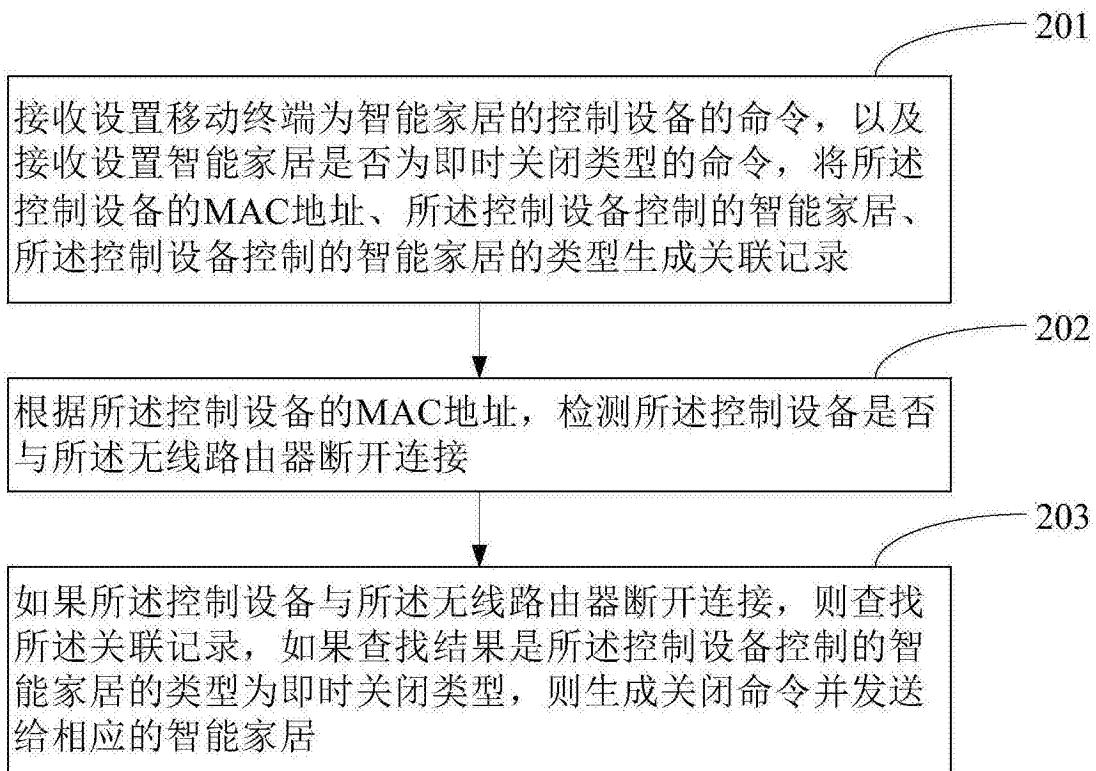 201
接收设置移动终端为智能家居的控制设备的命令，以及
接收设置智能家居是否为即时关闭类型的命令，将所述
控制设备的MAC地址、所述控制设备控制的智能家居、
所述控制设备控制的智能家居的类型生成关联记录
202
根据所述控制设备的MAC地址，检测所述控制设备是否
与所述无线路由器断开连接
203
如果所述控制设备与所述无线路由器断开连接，则查找
所述关联记录，如果查找结果是所述控制设备控制的智
能家居的类型为即时关闭类型，则生成关闭命令并发送
给相应的智能家居